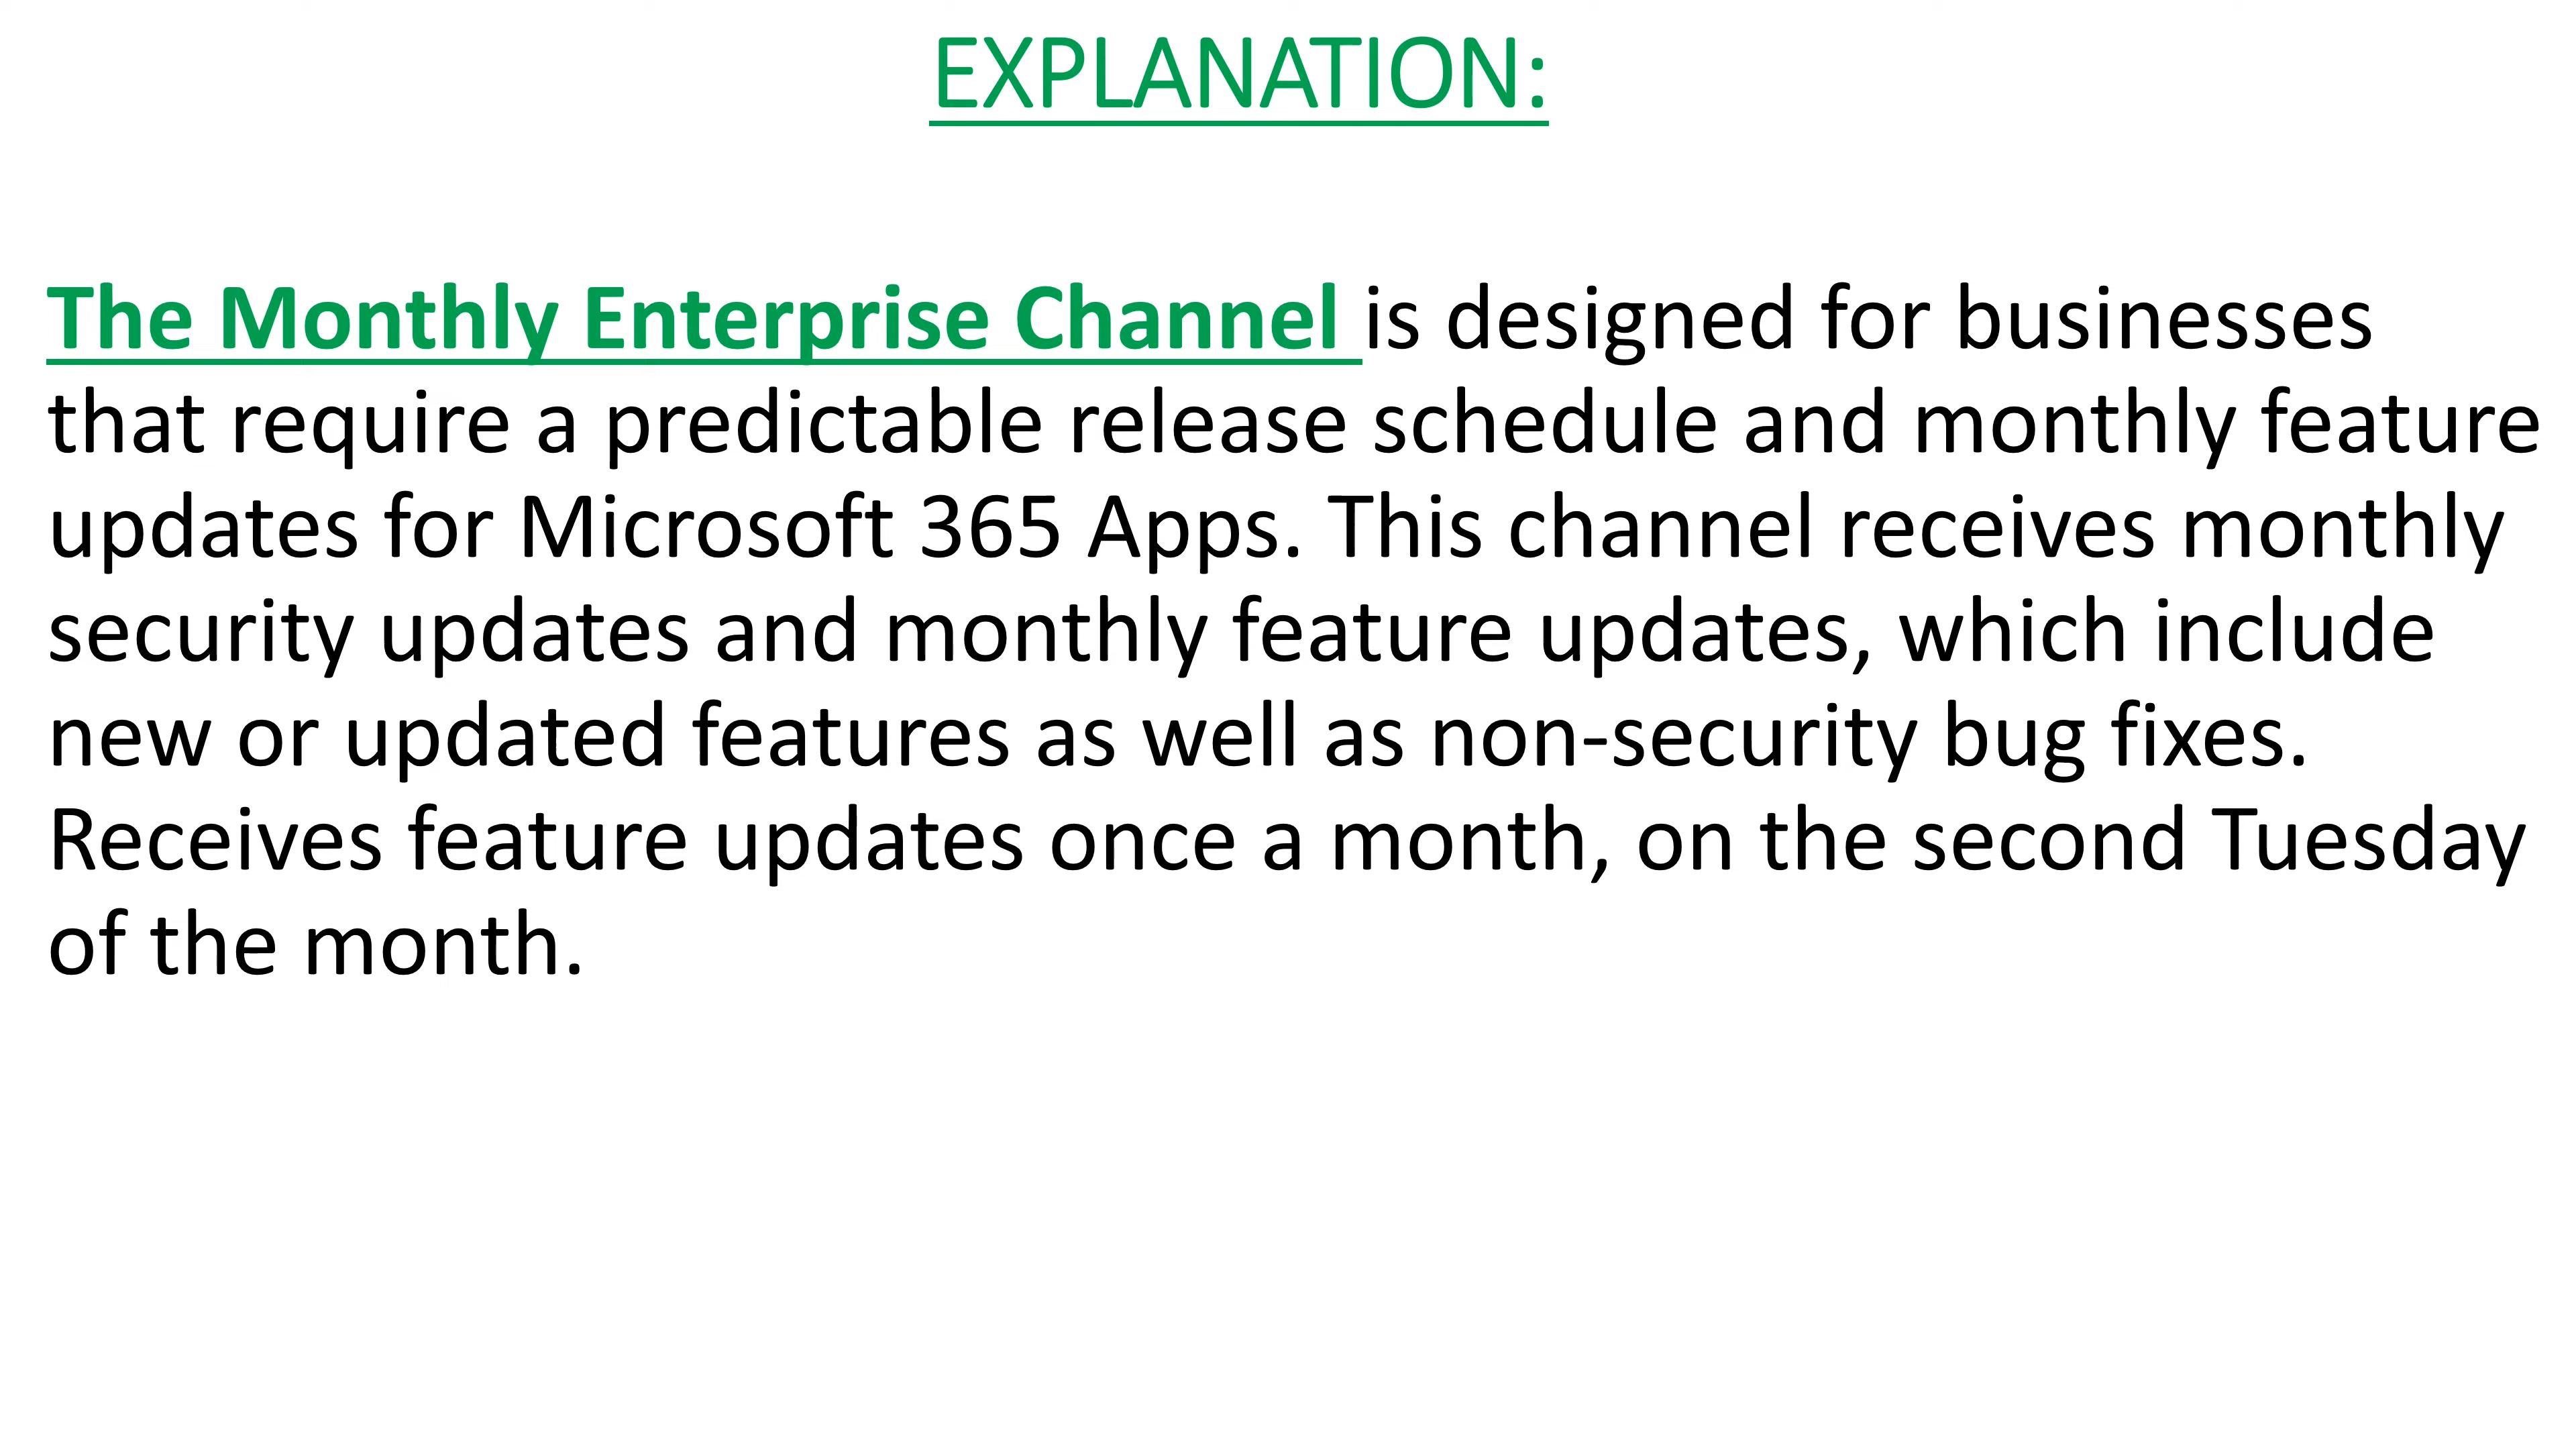 EXPLANATION:
The Monthly Enterprise Channel is designed for businesses
that require a predictable release schedule and monthly feature
updates for Microsoft 365 Apps. This channel receives monthly
security updates and monthly feature updates, which include
new or updated features as well as non-security bug fixes.
Receives feature updates once a month, on the second Tuesday
of the month.